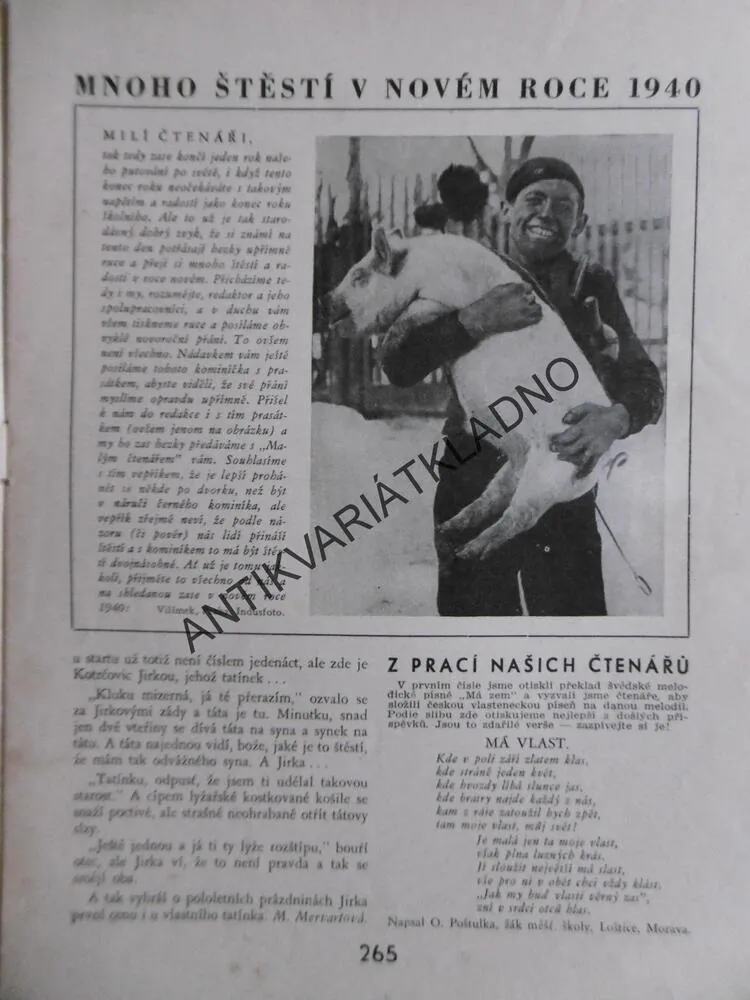 MNOHO ŠTĚSTÍ V NOVÉM ROCE 1940
MILÍ ČTENÁŘI,
tak tedy zase končí jeden rok naše-
ho putování po světě, i když tento
konec roku neočekáváte s takovým
napětím a radostí jako konec roku
školního. Ale to už je tak staro-
dávný dobrý zvyk, že si známí na
tento den potřásají hezky upřímně
ruce a přejí si mnoho štěstí a ra-
dosti v roce novém. Přicházíme te-
dy i my, rozumějte, redaktor a jeho
spolupracovníci, a v duchu vám
všem tiskneme ruce a posíláme ob-
vyklé novoroční přání. To ovšem
není všechno. Nádavkem vám ještě
posíláme tohoto kominíčka s pra-
sátkem, abyste viděli, že své přání
myslíme opravdu upřímně. Přišel
k nám do redakce i s tím prasát-
kem (ovšem jenom na obrázku) a
my ho zas hezky předáváme s „Ma-
lým čtenářem" vám. Souhlasíme
s tím vepříkem, že je lepší prohá-
nět se někde po dvorku, než být
v náručí černého kominíka, ale
vepřík zřejmě neví, že podle ná-
zoru (či pověr) nás lidí přináší
štěstí a s kominíkem to má být ště-
tí dvojnásobné. Ať už je tomu jak-
koli, přijměte to všechno od nás a
na shledanou zase v novém roce
1940! Vilímek, Indusfoto.
ANTIKVARIÁTKLADNO
u startu už totiž není číslem jedenáct, ale zde je
Kotrčovic Jirkou, jehož tatínek . . .
„Kluku mizerná, já tě přerazím," ozvalo se
za Jirkovými zády a táta je tu. Minutku, snad
jen dvě vteřiny se dívá táta na syna a synek na
tátu. A táta najednou vidí, bože, jaké je to štěstí,
že mám tak odvážného syna. A Jirka . . .
„Tatínku, odpusť, že jsem ti udělal takovou
starost." A cípem lyžařské kostkované košile se
snaží poctivě, ale strašně neohrabaně otřít tátovy
slzy.
„Ještě jednou a já ti ty lyže rozštípu," bouří
otec, ale Jirka ví, že to není pravda a tak se
smějí oba.
A tak vyhrál o pololetních prázdninách Jirka
první cenu i u vlastního tatínka. M. Mervartová.
Z PRACÍ NAŠICH ČTENÁŘŮ
V prvním čísle jsme otiskli překlad švédské melo-
dické písně „Má zem" a vyzvali jsme čtenáře, aby
složili českou vlasteneckou píseň na danou melodii.
Podle slibu zde otiskujeme nejlepší z došlých pří-
spěvků. Jsou to zdařilé verše — zazpívejte si je!
MÁ VLAST.
Kde v poli září zlatem klas,
kde stráně jeden květ,
kde hvozdy líbá slunce jas,
kde bratry najde každý z nás,
kam z ráje zatoužil bych zpět,
tam moje vlast, můj svět!
Je malá jen ta moje vlast,
však plna luzných krás.
Jí sloužit největší má slast,
vše pro ni v oběť chci vždy klást.
„Jak my buď vlasti věrný zas",
zní v srdci otců hlas.
Napsal O. Poštulka, žák měšť. školy, Loštice, Morava.
265